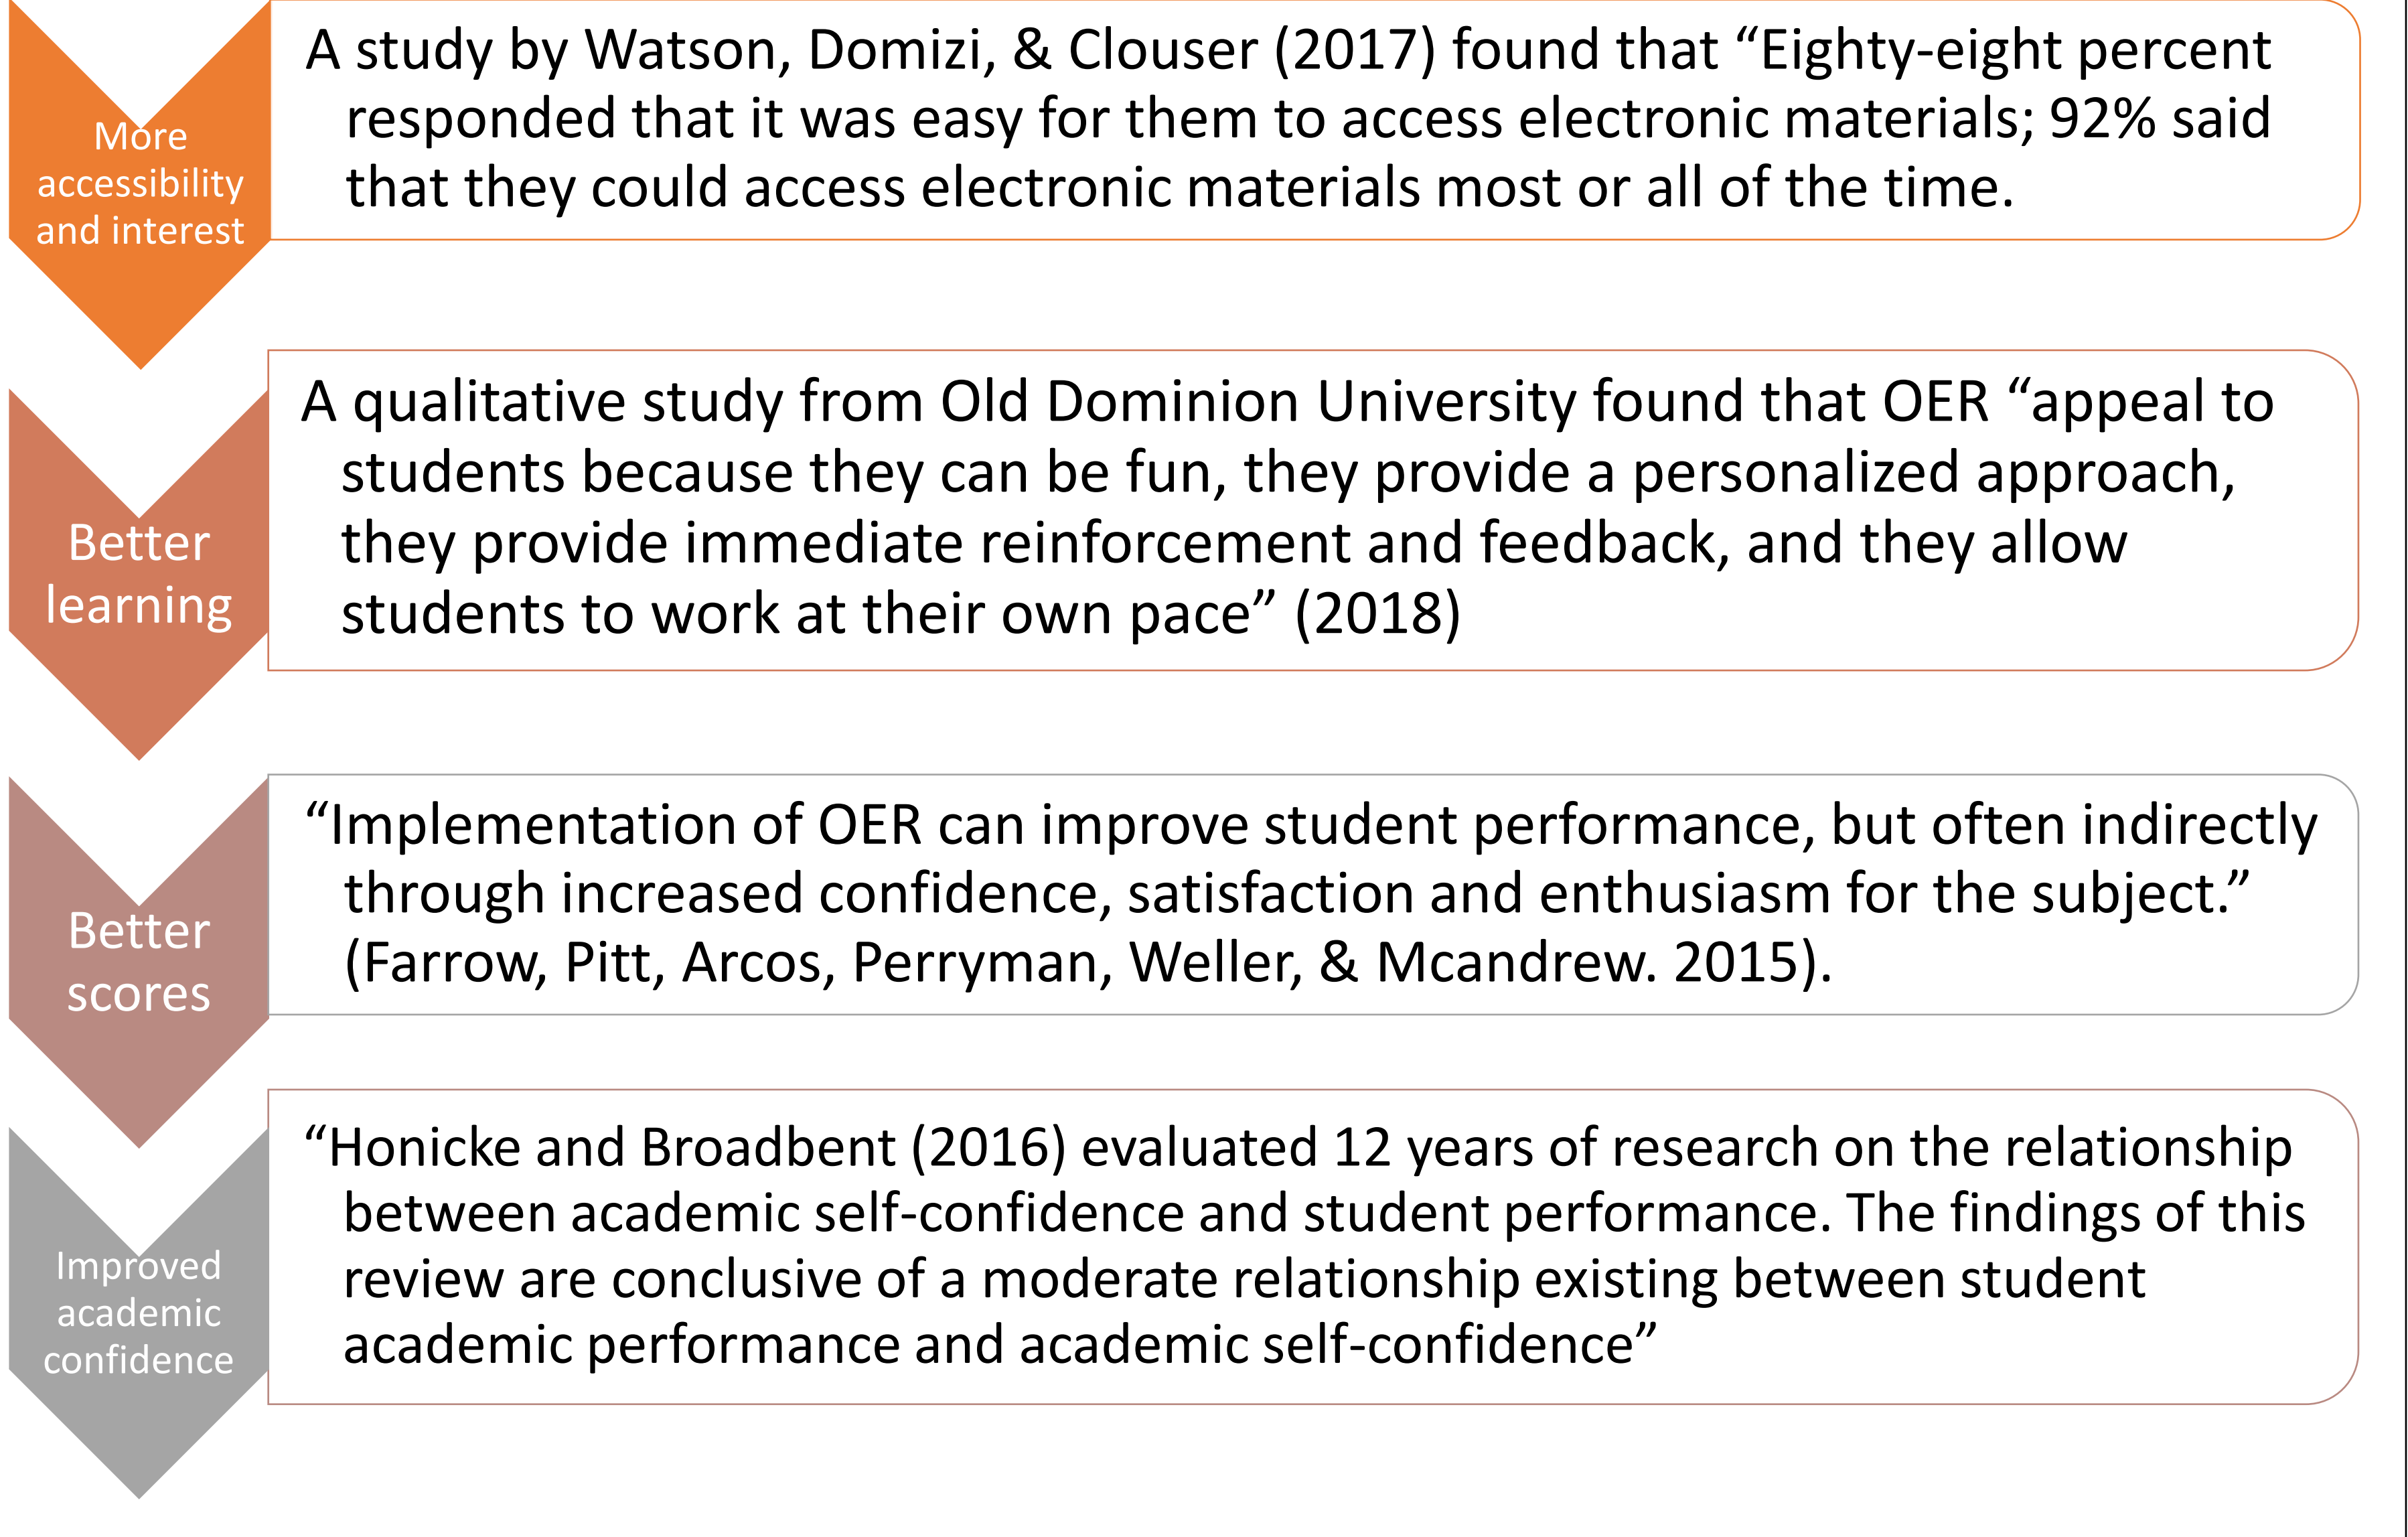 More
accessibility
and interest
A study by Watson, Domizi, & Clouser (2017) found that “Eighty-eight percent
responded that it was easy for them to access electronic materials; 92% said
that they could access electronic materials most or all of the time.
Better
learning
A qualitative study from Old Dominion University found that OER “appeal to
students because they can be fun, they provide a personalized approach,
they provide immediate reinforcement and feedback, and they allow
students to work at their own pace” (2018)
Better
scores
“Implementation of OER can improve student performance, but often indirectly
through increased confidence, satisfaction and enthusiasm for the subject.”
(Farrow, Pitt, Arcos, Perryman, Weller, & Mcandrew. 2015).
Improved
academic
confidence
“Honicke and Broadbent (2016) evaluated 12 years of research on the relationship
between academic self-confidence and student performance. The findings of this
review are conclusive of a moderate relationship existing between student
academic performance and academic self-confidence”